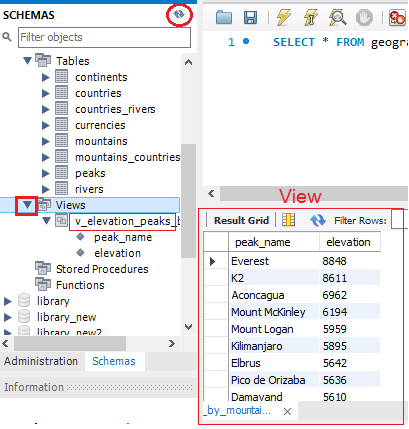 SCHEMAS
Filter objects
Tables
continents
countries
countries_rivers
currencies
mountains
mountains_countries
peaks
rivers
Views
v_elevation_peaks_b
peak_name
elevation
Stored Procedures
Functions
library
library_new
library_new2
Administration Schemas
Information
1 SELECT * FROM geogra
View
Result Grid Filter Rows:
peak_name elevation
Everest 8848
K2 8611
Aconcagua 6962
Mount McKinley 6194
Mount Logan 5959
Kilimanjaro 5895
Elbrus 5642
Pico de Orizaba 5636
Damavand 5610
_by_mountai... ×